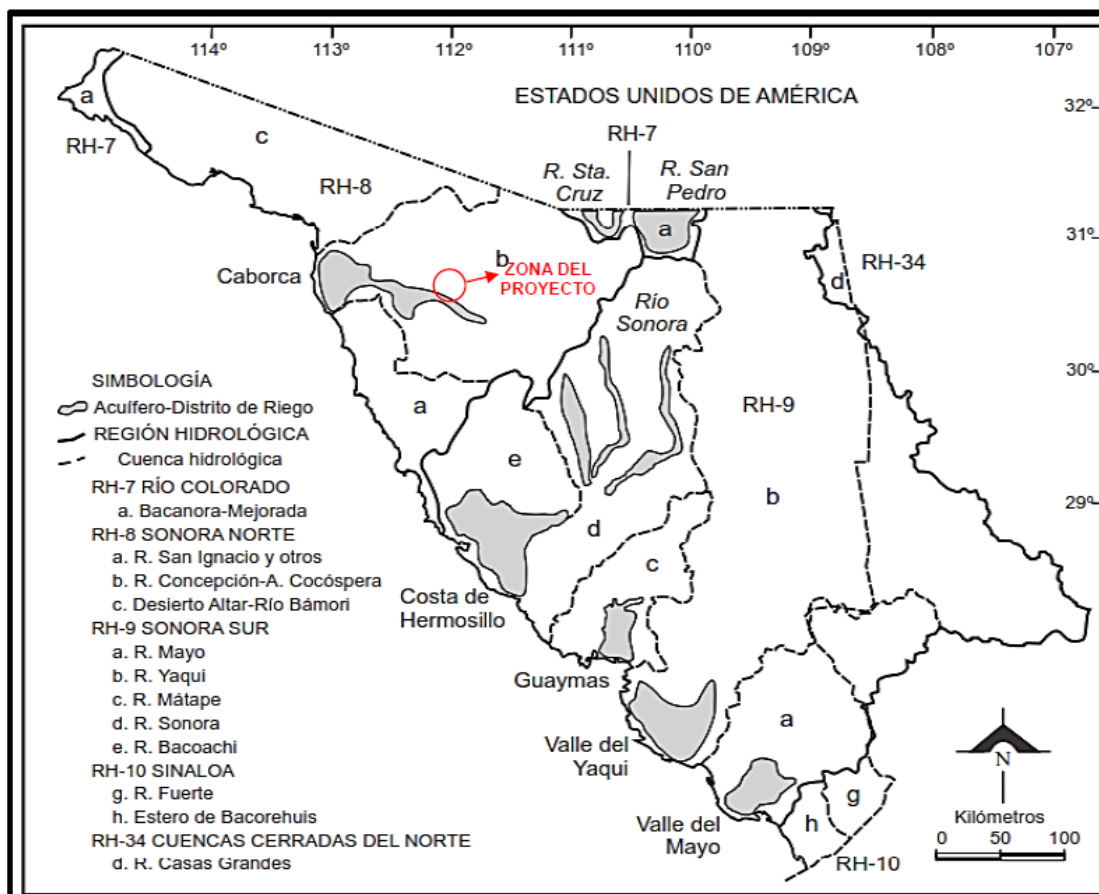 114º 113º 112º 111º 110º 109º 108º 107º
ESTADOS UNIDOS DE AMÉRICA
32º
a
RH-7
c
RH-7
R. Sta.
Cruz
R. San
Pedro
RH-8
a
31º
b
RH-34
d
Caborca
ZONA DEL
PROYECTO
Río
Sonora
30º
SIMBOLOGÍA
Acuífero-Distrito de Riego
REGIÓN HIDROLÓGICA
Cuenca hidrológica
RH-7 RÍO COLORADO
a. Bacanora-Mejorada
RH-8 SONORA NORTE
a. R. San Ignacio y otros
b. R. Concepción-A. Cocóspera
c. Desierto Altar-Río Bámori
RH-9 SONORA SUR
a. R. Mayo
b. R. Yaqui
c. R. Mátape
d. R. Sonora
e. R. Bacoachi
RH-10 SINALOA
g. R. Fuerte
h. Estero de Bacorehuis
RH-34 CUENCAS CERRADAS DEL NORTE
d. R. Casas Grandes
a
RH-9
e
b
29º
d
c
Costa de
Hermosillo
Guaymas
a
Valle del
Yaqui
N
g
Valle del
Mayo
h
RH-10
Kilómetros
0 50 100